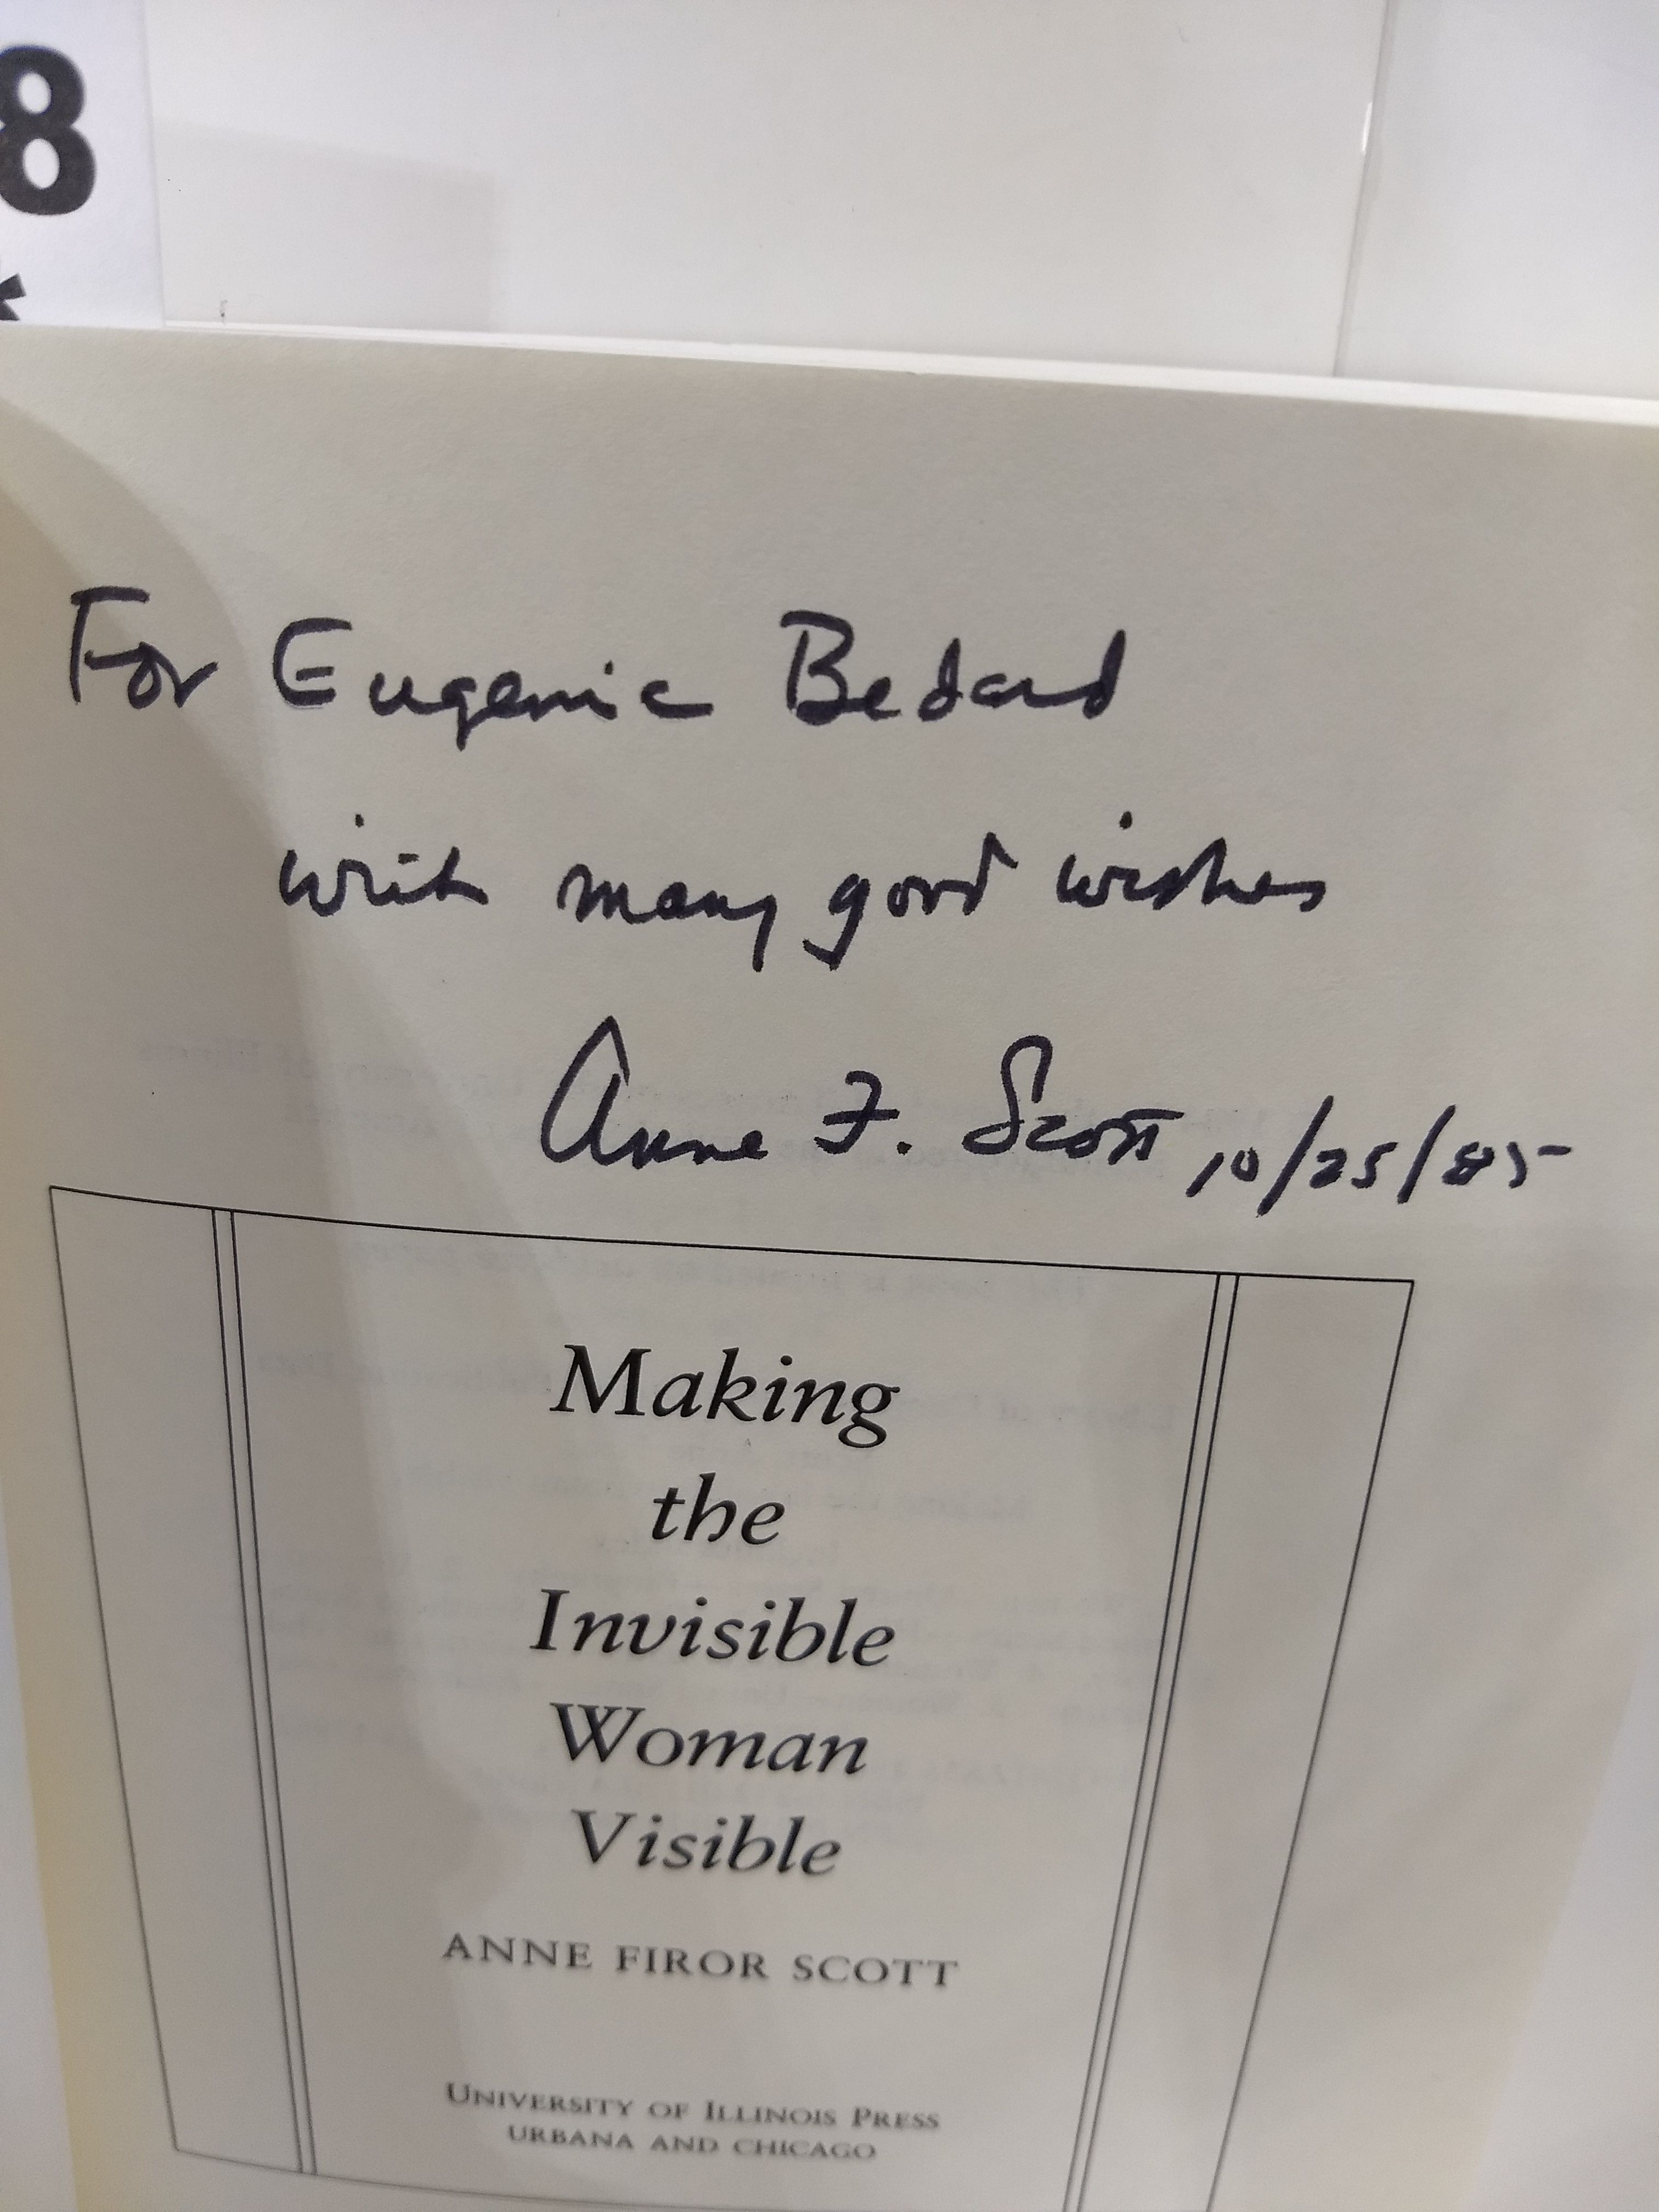 8
*
For Eugenie Bedard
with many good wishes
Anne F. Scott 10/25/85
Making
the
Invisible
Woman
Visible
ANNE FIROR SCOTT
UNIVERSITY OF ILLINOIS PRESS
URBANA AND CHICAGO